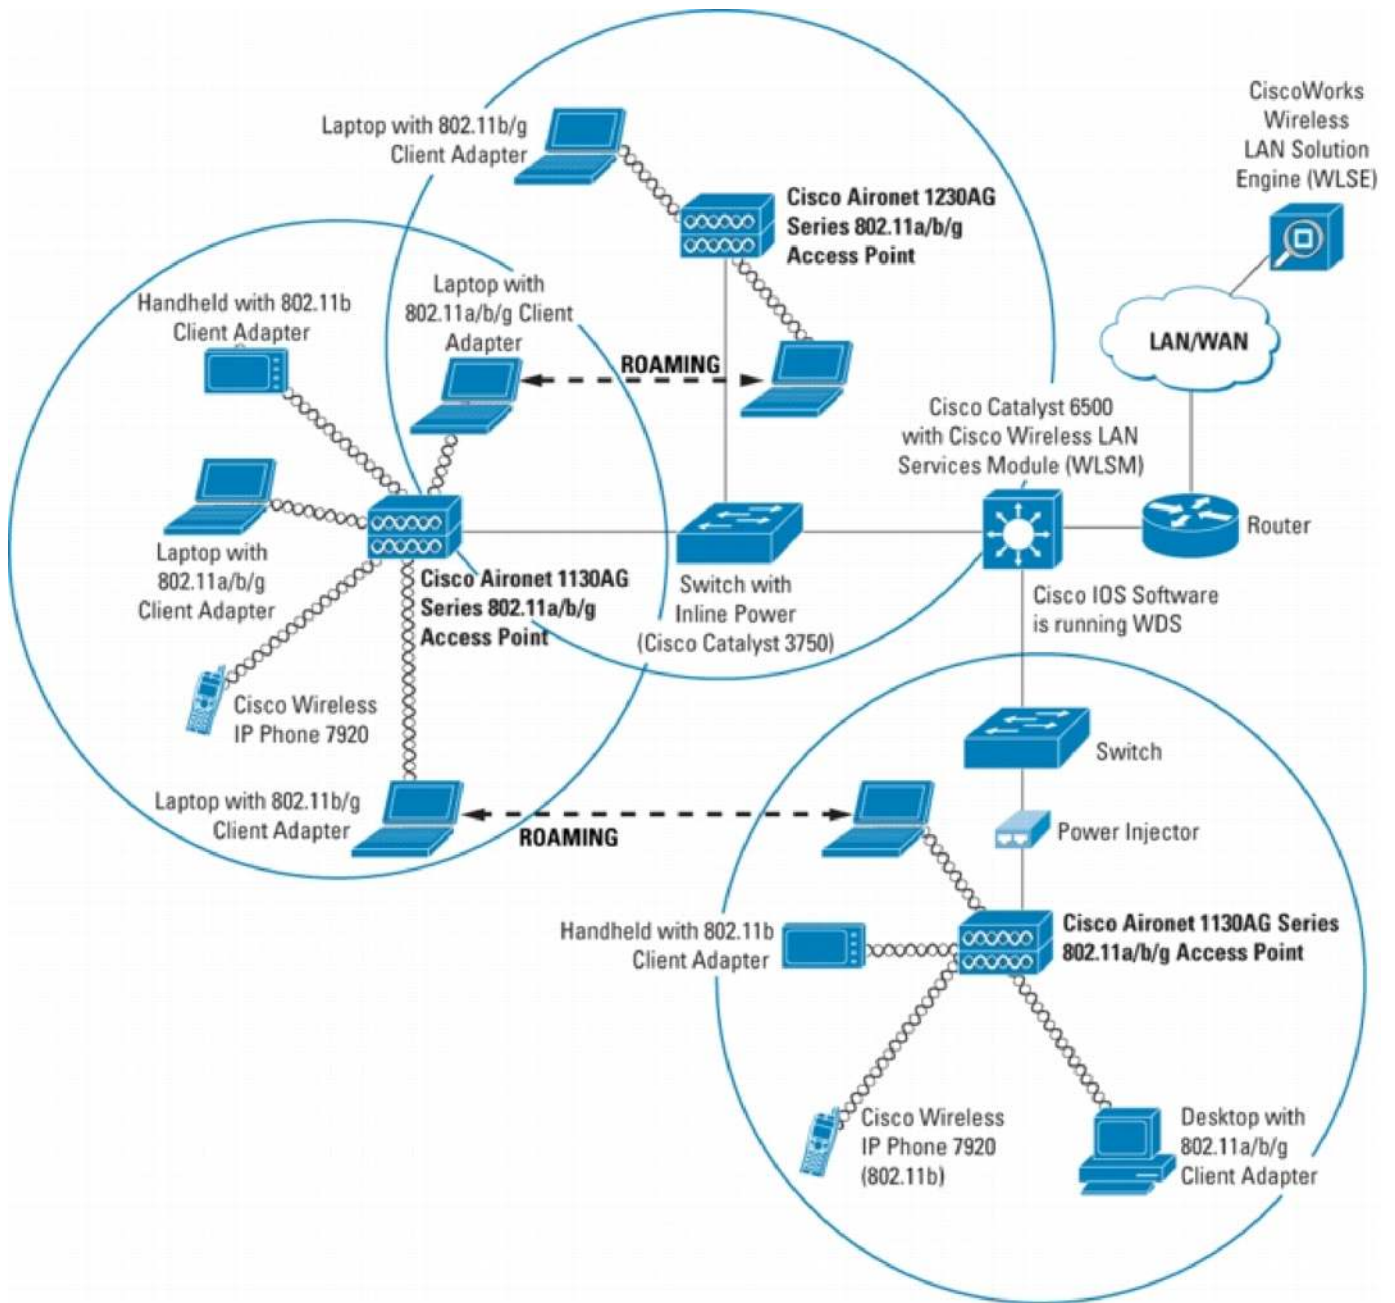 CiscoWorks
Wireless
LAN Solution
Engine (WLSE)
Laptop with 802.11b/g
Client Adapter
Cisco Aironet 1230AG
Series 802.11a/b/g
Access Point
Handheld with 802.11b
Client Adapter
Laptop with
802.11a/b/g Client
Adapter
ROAMING
LAN/WAN
Cisco Catalyst 6500
with Cisco Wireless LAN
Services Module (WLSM)
Router
Laptop with
802.11a/b/g
Client Adapter
Cisco Aironet 1130AG
Series 802.11a/b/g
Access Point
Switch with
Inline Power
(Cisco Catalyst 3750)
Cisco IOS Software
is running WDS
Cisco Wireless
IP Phone 7920
Switch
Laptop with 802.11b/g
Client Adapter
ROAMING
Power Injector
Handheld with 802.11b
Client Adapter
Cisco Aironet 1130AG Series
802.11a/b/g Access Point
Cisco Wireless
IP Phone 7920
(802.11b)
Desktop with
802.11a/b/g
Client Adapter